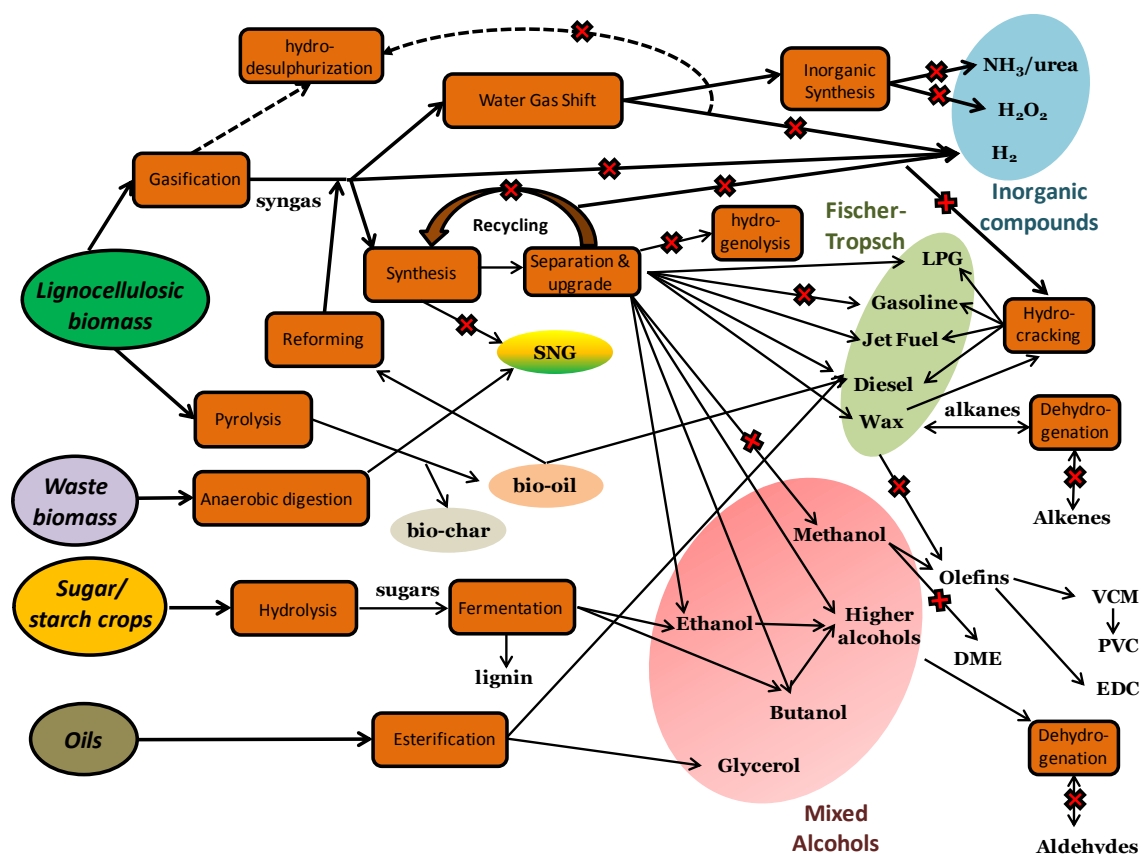 hydro-
desulphurization
Water Gas Shift
Inorganic
Synthesis
NH₃/urea
H₂O₂
H₂
Inorganic
compounds
Gasification
syngas
Recycling
hydro-
genolysis
Fischer-
Tropsch
Synthesis
Separation &
upgrade
LPG
Gasoline
Jet Fuel
Diesel
Wax
Hydro-
cracking
Lignocellulosic
biomass
Reforming
SNG
Pyrolysis
alkanes
Dehydro-
genation
Alkenes
Waste
biomass
Anaerobic digestion
bio-oil
bio-char
Sugar/
starch crops
Hydrolysis
sugars
Fermentation
lignin
Methanol
Ethanol
Higher
alcohols
Butanol
Glycerol
Olefins
DME
VCM
PVC
EDC
Oils
Esterification
Dehydro-
genation
Aldehydes
Mixed
Alcohols